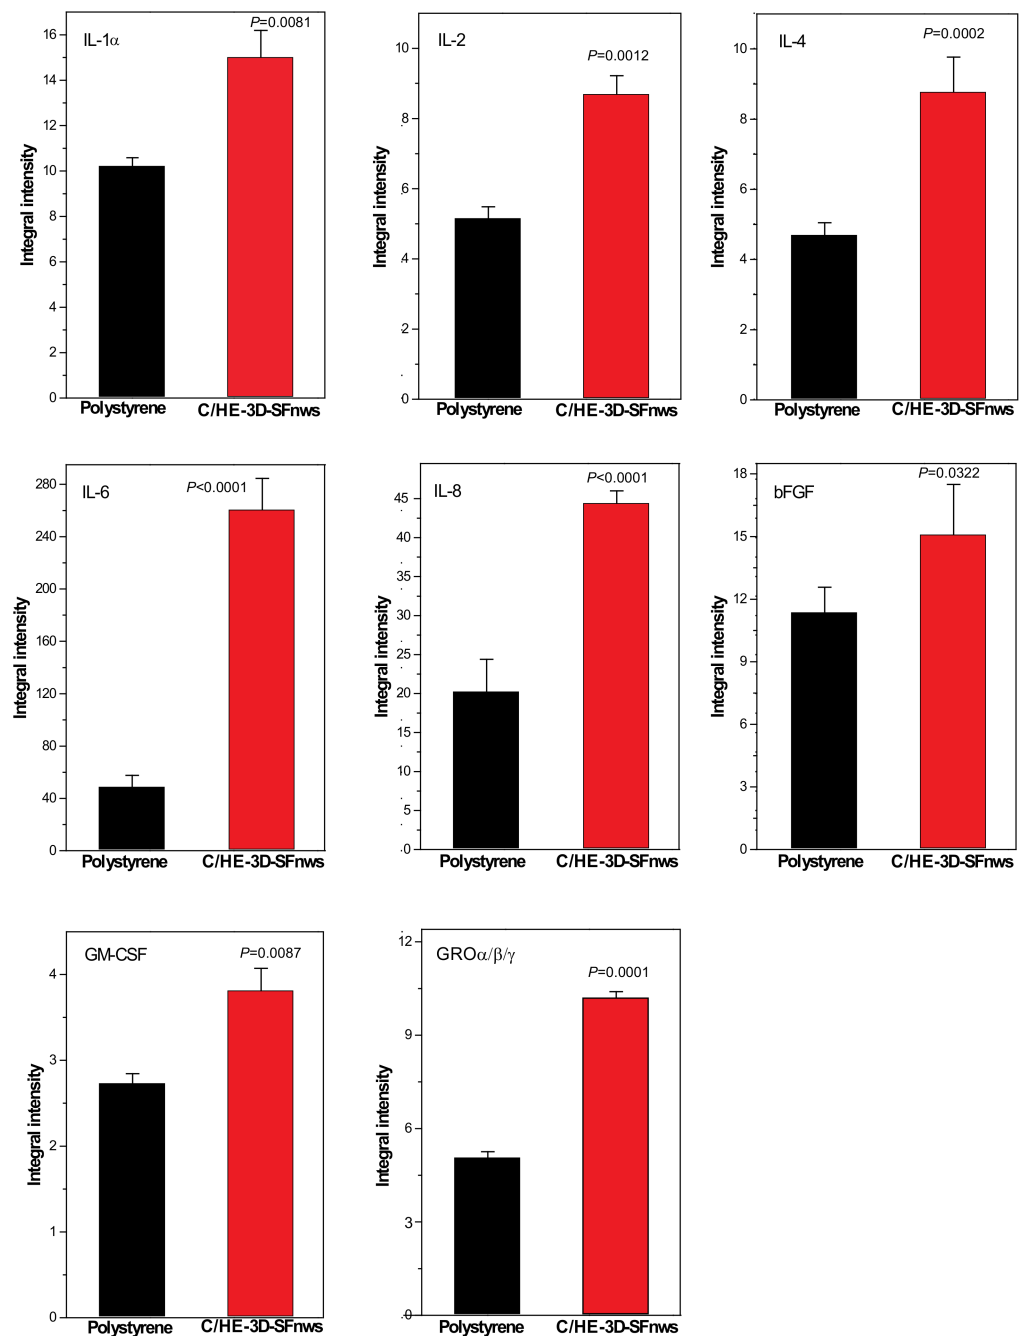 P=0.0081
IL-1α
16
14
12
10
8
6
4
2
0
Integral intensity
Polystyrene
C/HE-3D-SFnws
IL-2
P=0.0012
10
8
6
4
2
0
Integral intensity
Polystyrene
C/HE-3D-SFnws
IL-4
P=0.0002
10
8
6
4
2
0
Integral intensity
Polystyrene
C/HE-3D-SFnws
IL-6
P<0.0001
280
240
200
160
120
80
40
0
Integral intensity
Polystyrene
C/HE-3D-SFnws
IL-8
P<0.0001
45
40
35
30
25
20
15
10
5
0
Integral intensity
Polystyrene
C/HE-3D-SFnws
bFGF
P=0.0322
18
15
12
9
6
3
0
Integral intensity
Polystyrene
C/HE-3D-SFnws
GM-CSF
P=0.0087
4
3
2
1
0
Integral intensity
Polystyrene
C/HE-3D-SFnws
GROα/β/γ
P=0.0001
12
9
6
3
0
Integral intensity
Polystyrene
C/HE-3D-SFnws